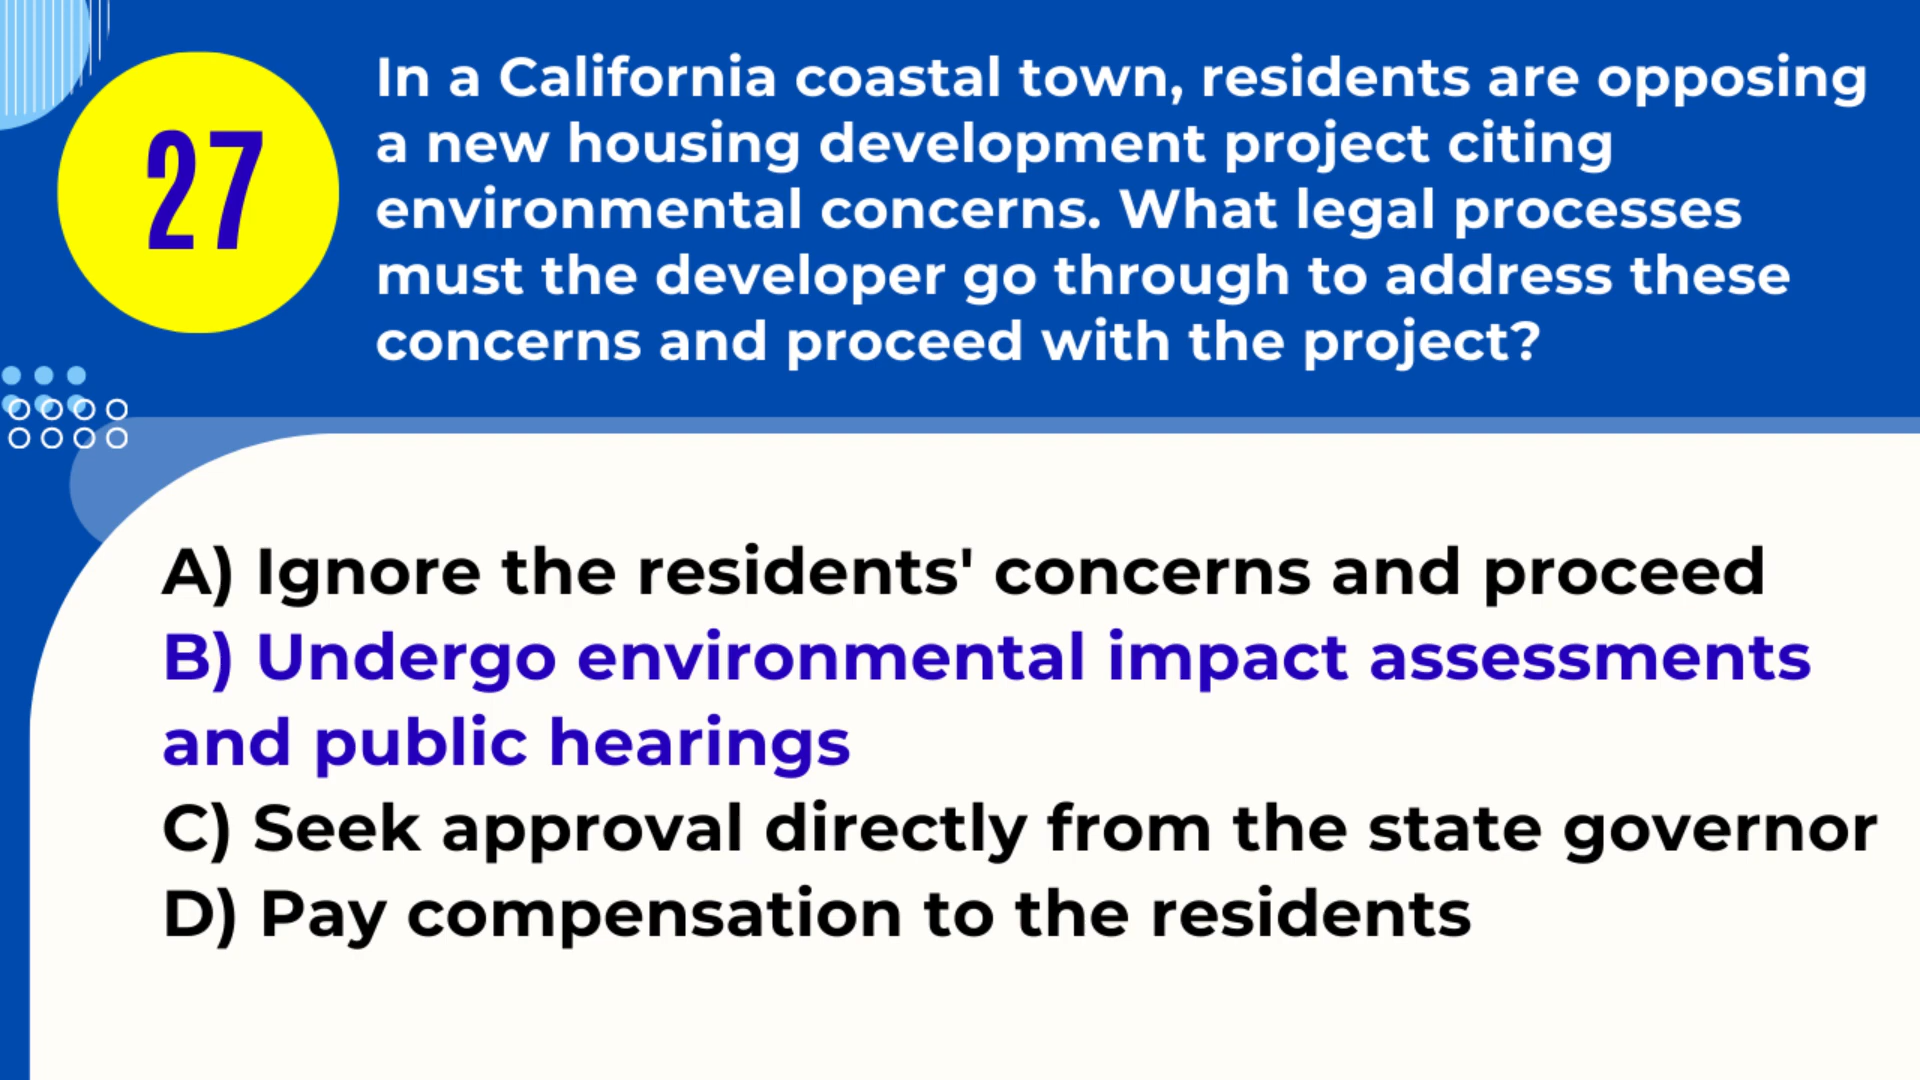 27
In a California coastal town, residents are opposing
a new housing development project citing
environmental concerns. What legal processes
must the developer go through to address these
concerns and proceed with the project?
A) Ignore the residents' concerns and proceed
B) Undergo environmental impact assessments
and public hearings
C) Seek approval directly from the state governor
D) Pay compensation to the residents